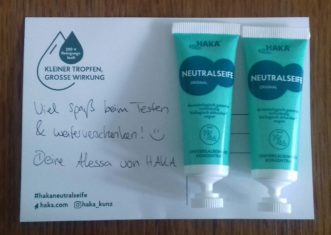 KLEINER TROPFEN,
GROSSE WIRKUNG
Viel Spaß beim Testen
& weiterverschenken! :)
Deine Alessa von HAKA
#hakaneutralseife
haka.com haka_kunz
HAKA
NEUTRALSEIFE
ORIGINAL
HAKA
NEUTRALSEIFE
ORIGINAL